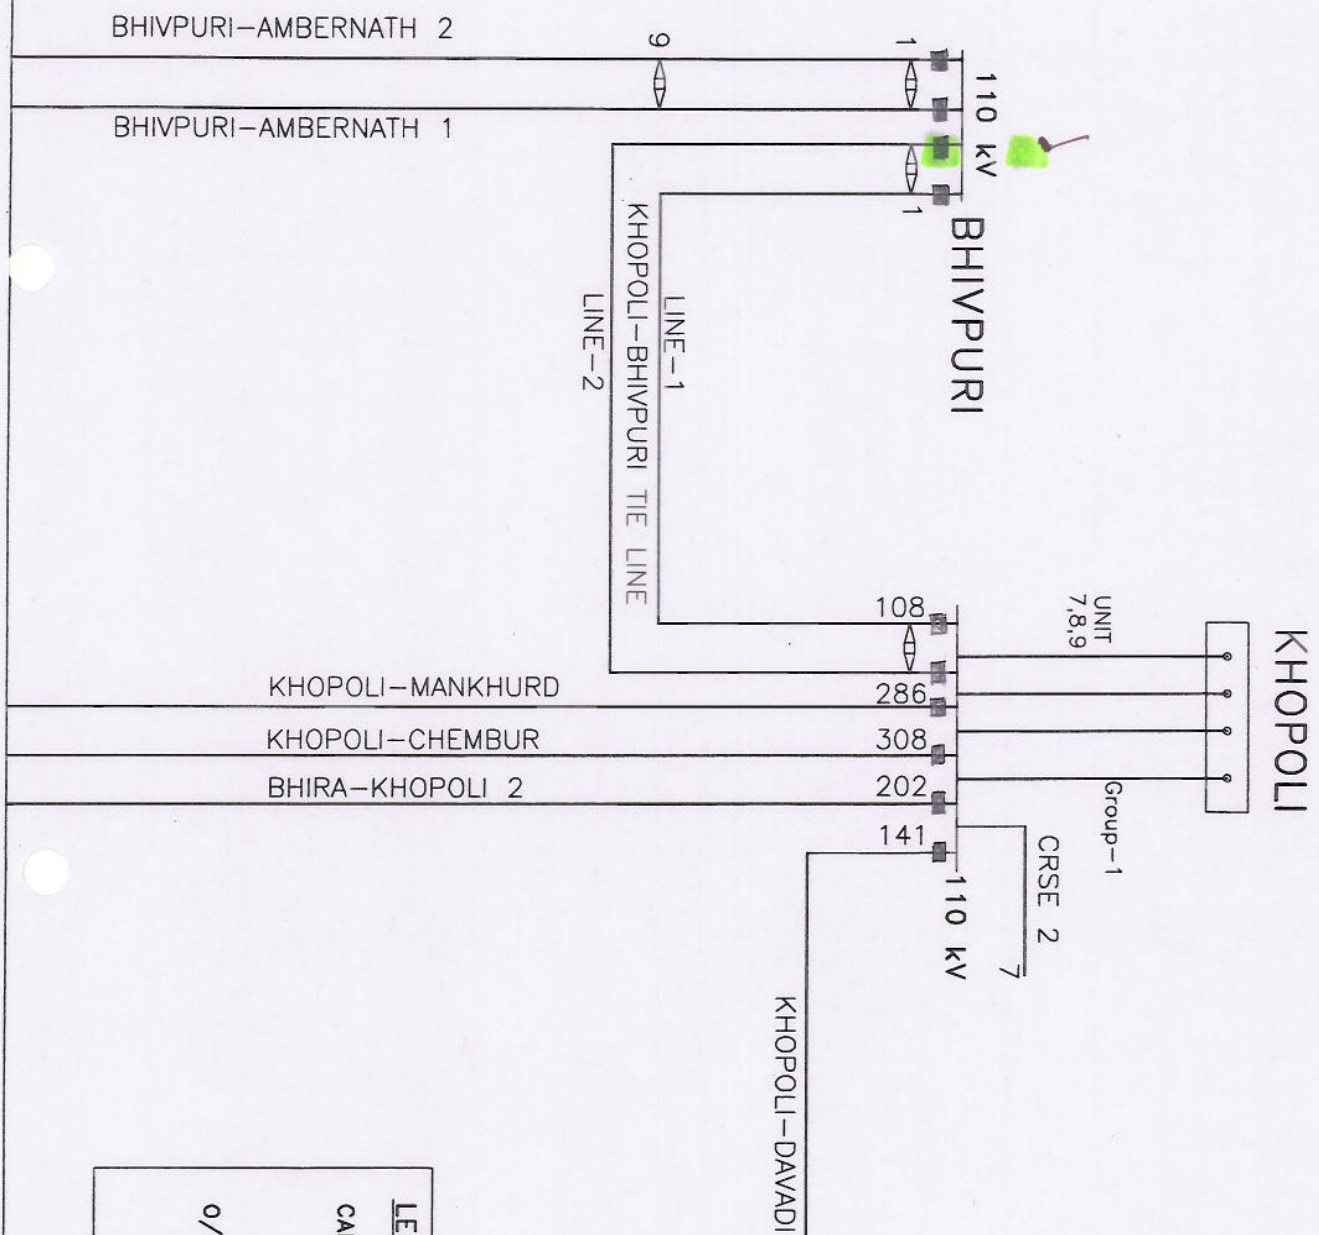 BHIVPURI-AMBERNATH 2
9
1
110 kV
BHIVPURI-AMBERNATH 1
1
BHIVPURI
KHOPOLI-BHIVPURI TIE LINE
LINE-1
LINE-2
108
UNIT
7,8,9
KHOPOLI
KHOPOLI-MANKHURD
286
KHOPOLI-CHEMBUR
308
BHIRA-KHOPOLI 2
202
Group-1
141
CRSE 2
110 kV
7
KHOPOLI-DAVADI
LE
CA
O/